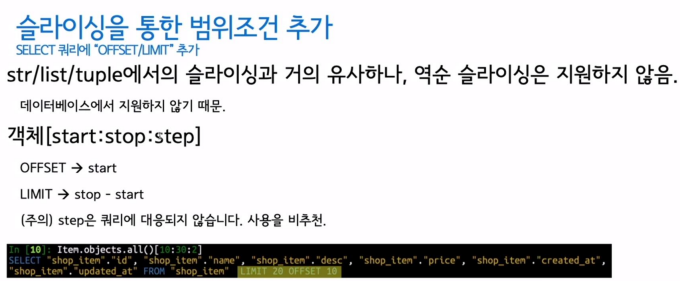 슬라이싱을 통한 범위조건 추가
SELECT 쿼리에 “OFFSET/LIMIT” 추가
str/list/tuple에서의 슬라이싱과 거의 유사하나, 역순 슬라이싱은 지원하지 않음.
데이터베이스에서 지원하지 않기 때문.
객체[start:stop:step]
OFFSET → start
LIMIT → stop - start
(주의) step은 쿼리에 대응되지 않습니다. 사용을 비추천.
In [10]: Item.objects.all()[10:30:2]
SELECT "shop_item"."id", "shop_item"."name", "shop_item"."desc", "shop_item"."price", "shop_item"."created_at",
"shop_item"."updated_at" FROM "shop_item" LIMIT 20 OFFSET 10